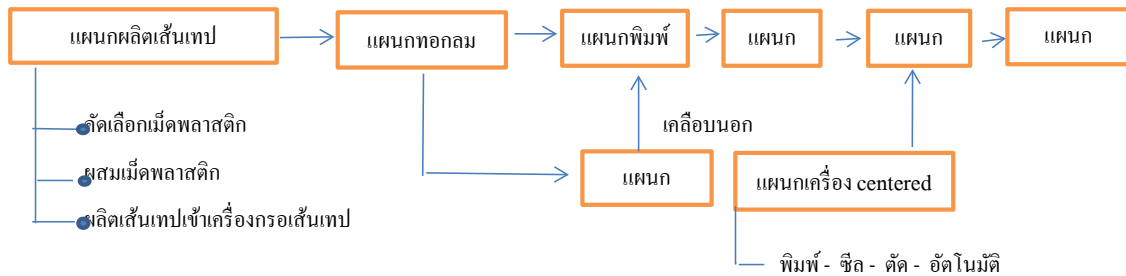 แผนกผลิตเส้นเทป
แผนกทอกลม
แผนกพิมพ์
แผนก
แผนก
แผนก
คัดเลือกเม็ดพลาสติก
เคลือบนอก
ผสมเม็ดพลาสติก
แผนก
แผนกเครื่อง centered
ผลิตเส้นเทปเข้าเครื่องกรอเส้นเทป
พิมพ์ - ซีล - ตัด - อัตโนมัติ